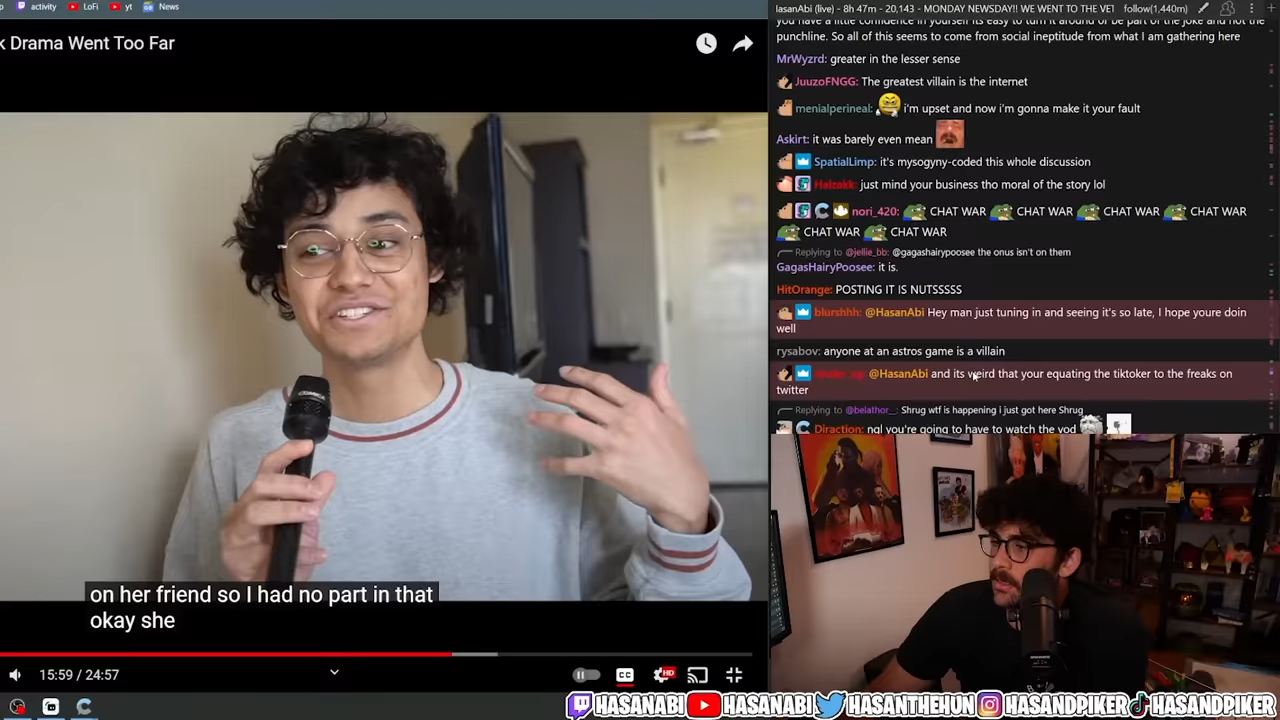 activity LoFi yt News
k Drama Went Too Far
on her friend so I had no part in that
okay she
15:59 / 24:57
CC HD
lasanAbi (live) - 8h 47m - 20,143 - MONDAY NEWSDAY!! WE WENT TO THE VET follow(1,440m)
you have a little confidence in yourself its easy to turn it around or be part of the joke and not the
punchline. So all of this seems to come from social ineptitude from what I am gathering here
MrWyzrd: greater in the lesser sense
JuuzoFNGG: The greatest villain is the internet
menialperineal: i'm upset and now i'm gonna make it your fault
Askirt: it was barely even mean
SpatialLimp: it's mysogyny-coded this whole discussion
Haizakk: just mind your business tho moral of the story lol
nori_420: CHAT WAR CHAT WAR CHAT WAR CHAT WAR
CHAT WAR CHAT WAR
Replying to @jellie_bb: @gagashairypoosee the onus isn't on them
GagasHairyPoosee: it is.
HitOrange: POSTING IT IS NUTSSSSS
blurshhh: @HasanAbi Hey man just tuning in and seeing it's so late, I hope youre doin
well
rysabov: anyone at an astros game is a villain
@HasanAbi and its weird that your equating the tiktoker to the freaks on
twitter
Replying to @belathor__: Shrug wtf is happening i just got here Shrug
Diraction: ngl you're going to have to watch the vod
HASANABI HASANABI HASANTHEHUN HASANDPIKER HASANDPIKER